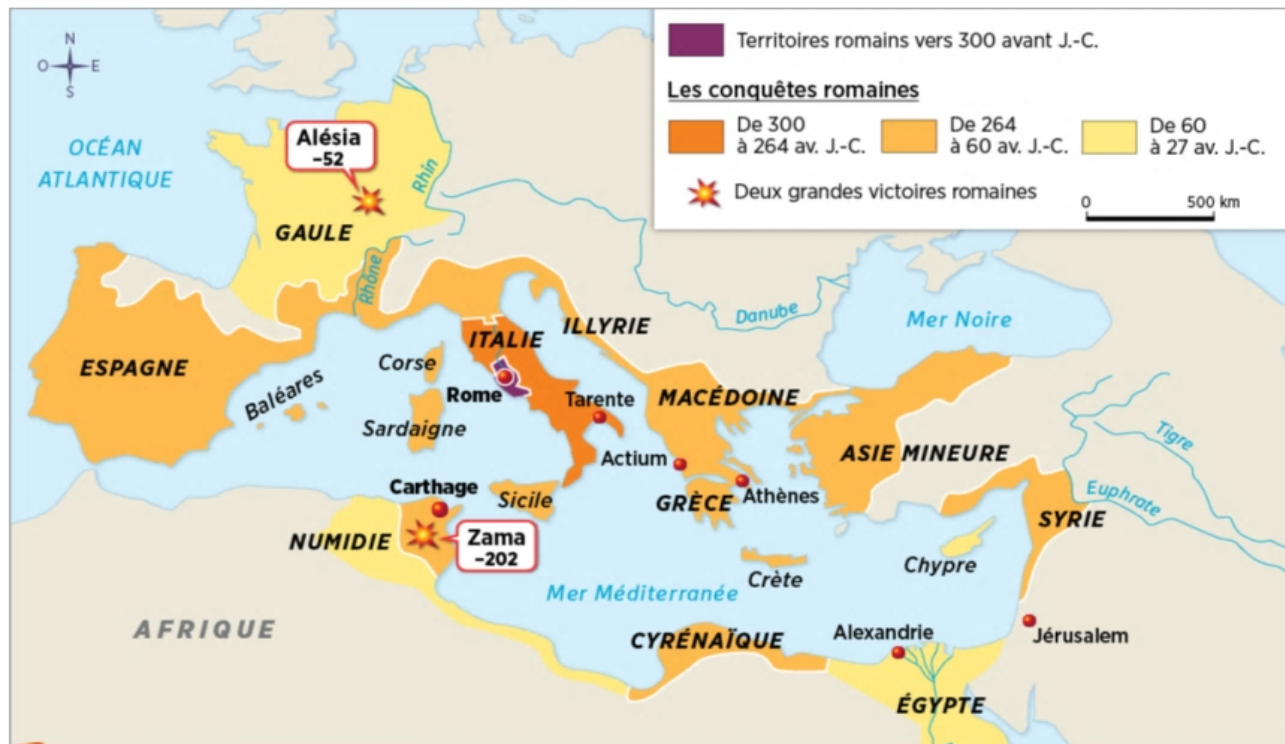 Territoires romains vers 300 avant J.-C.
Les conquêtes romaines
De 300
à 264 av. J.-C.
De 264
à 60 av. J.-C.
De 60
à 27 av. J.-C.
Deux grandes victoires romaines
0 500 km
N
O E
S
OCÉAN
ATLANTIQUE
Alésia
–52
Rhin
GAULE
Rhône
Danube
Mer Noire
ESPAGNE
Baléares
Corse
Sardaigne
ITALIE
Rome
ILLYRIE
Tarente
MACÉDOINE
Actium
GRÈCE
Athènes
ASIE MINEURE
Tigre
Euphrate
SYRIE
Carthage
Sicile
NUMIDIE
Zama
–202
Crète
Chypre
Mer Méditerranée
AFRIQUE
CYRÉNAÏQUE
Alexandrie
Jérusalem
ÉGYPTE